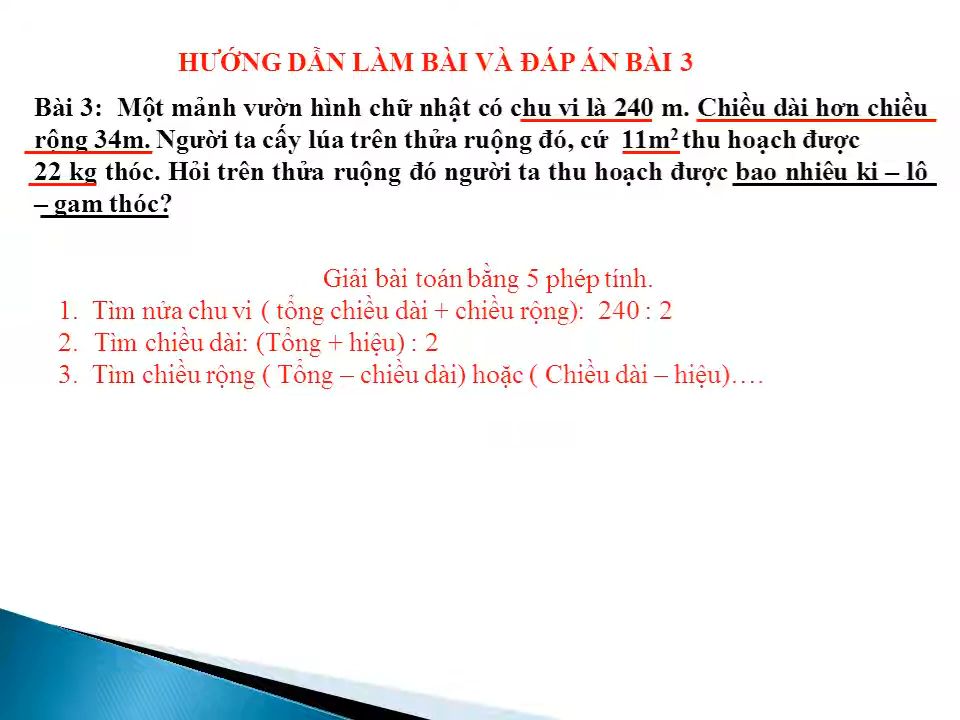 HƯỚNG DẪN LÀM BÀI VÀ ĐÁP ÁN BÀI 3
Bài 3: Một mảnh vườn hình chữ nhật có chu vi là 240 m. Chiều dài hơn chiều
rộng 34m. Người ta cấy lúa trên thửa ruộng đó, cứ 11m² thu hoạch được
22 kg thóc. Hỏi trên thửa ruộng đó người ta thu hoạch được bao nhiêu ki – lô
– gam thóc?
Giải bài toán bằng 5 phép tính.
1. Tìm nửa chu vi ( tổng chiều dài + chiều rộng): 240 : 2
2. Tìm chiều dài: (Tổng + hiệu) : 2
3. Tìm chiều rộng ( Tổng – chiều dài) hoặc ( Chiều dài – hiệu)….